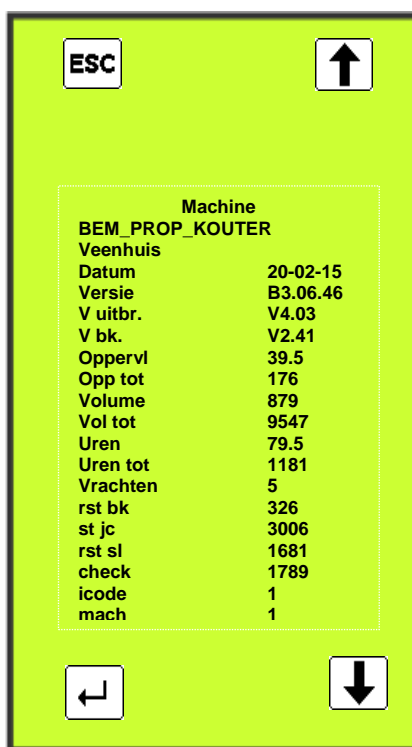 ESC
Machine
BEM_PROP_KOUTER
Veenhuis
Datum 20-02-15
Versie B3.06.46
V uitbr. V4.03
V bk. V2.41
Oppervl 39.5
Opp tot 176
Volume 879
Vol tot 9547
Uren 79.5
Uren tot 1181
Vrachten 5
rst bk 326
st jc 3006
rst sl 1681
check 1789
icode 1
mach 1